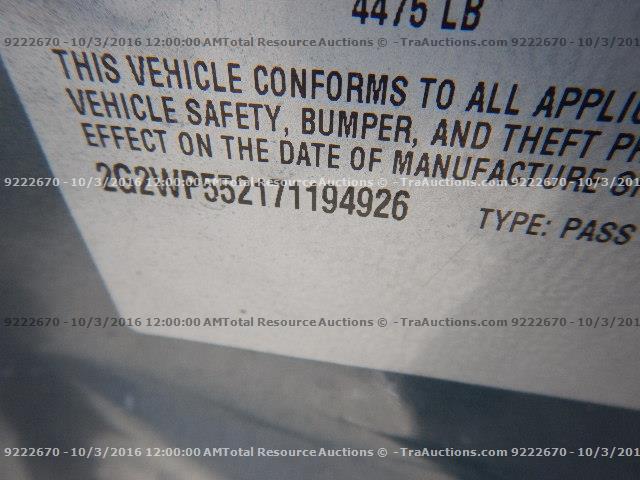 4475 LB
9222670 - 10/3/2016 12:00:00 AMTotal Resource Auctions © -TraAuctions.com 9222670 - 10/3/201
THIS VEHICLE CONFORMS TO ALL APPLIC
VEHICLE SAFETY, BUMPER, AND THEFT PR
EFFECT ON THE DATE OF MANUFACTURE
9222670 - 10/3/2016 12:00:00 AMTotal Resource Auctions © -TraAuctions.com 9222670 - 10/3/201
2G2WP552171194926
TYPE: PASS
9222670 - 10/3/2016 12:00:00 AMTotal Resource Auctions © -TraAuctions.com 9222670 - 10/3/201
9222670 - 10/3/2016 12:00:00 AMTotal Resource Auctions © -TraAuctions.com 9222670 - 10/3/201